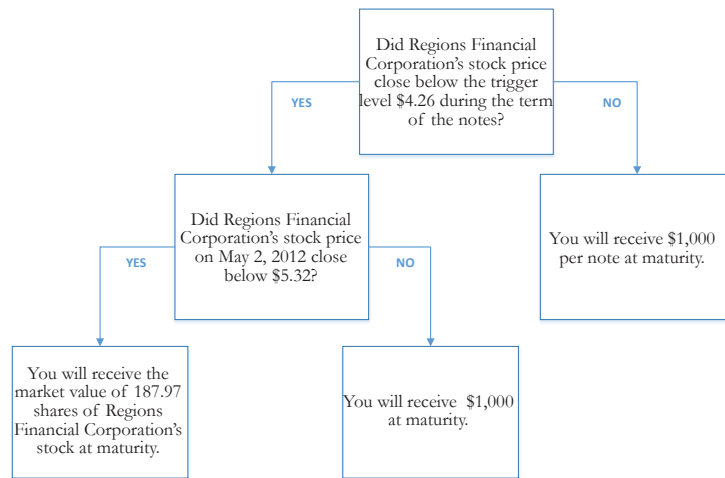 Did Regions Financial
Corporation's stock price
close below the trigger
level $4.26 during the term
of the notes?
YES
NO
Did Regions Financial
Corporation's stock price
on May 2, 2012 close
below $5.32?
You will receive $1,000
per note at maturity.
YES
NO
You will receive the
market value of 187.97
shares of Regions
Financial Corporation's
stock at maturity.
You will receive $1,000
at maturity.